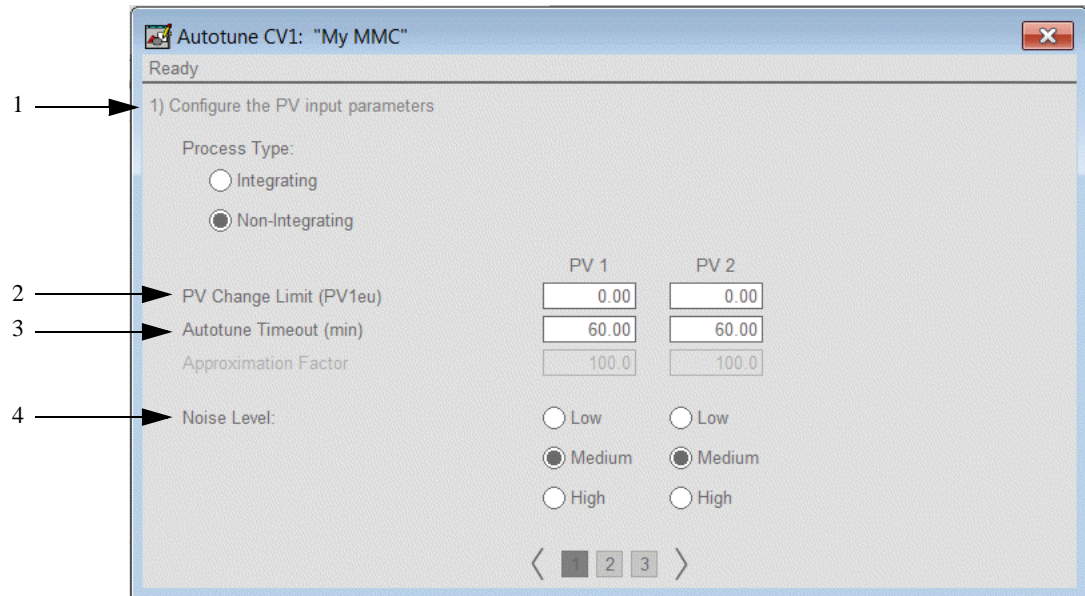 Autotune CV1: "My MMC"
Ready
1
1) Configure the PV input parameters
Process Type:
Integrating
Non-Integrating
PV 1 PV 2
2
PV Change Limit (PV1eu) 0.00 0.00
3
Autotune Timeout (min) 60.00 60.00
Approximation Factor 100.0 100.0
4
Noise Level: Low Low
Medium Medium
High High
1 2 3